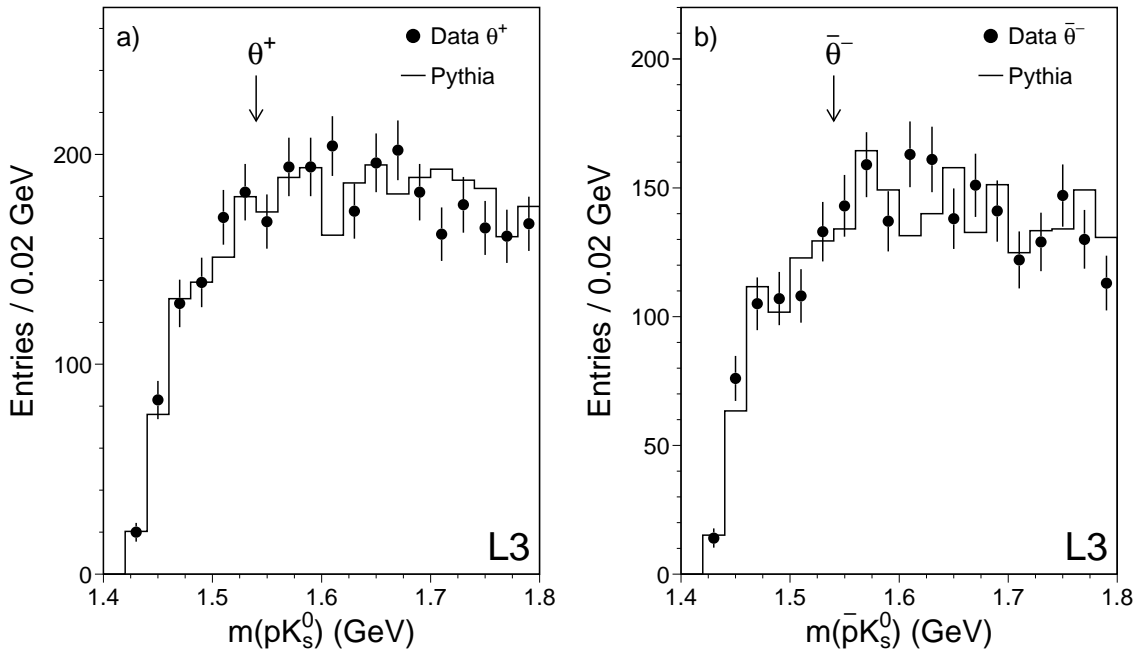 a)
θ⁺
Data θ⁺
Pythia
Entries / 0.02 GeV
200
100
0
1.4 1.5 1.6 1.7 1.8
m(pK⁰ₛ) (GeV)
L3
b)
θ̄⁻
Data θ̄⁻
Pythia
Entries / 0.02 GeV
200
150
100
50
0
1.4 1.5 1.6 1.7 1.8
m(p̄K⁰ₛ) (GeV)
L3